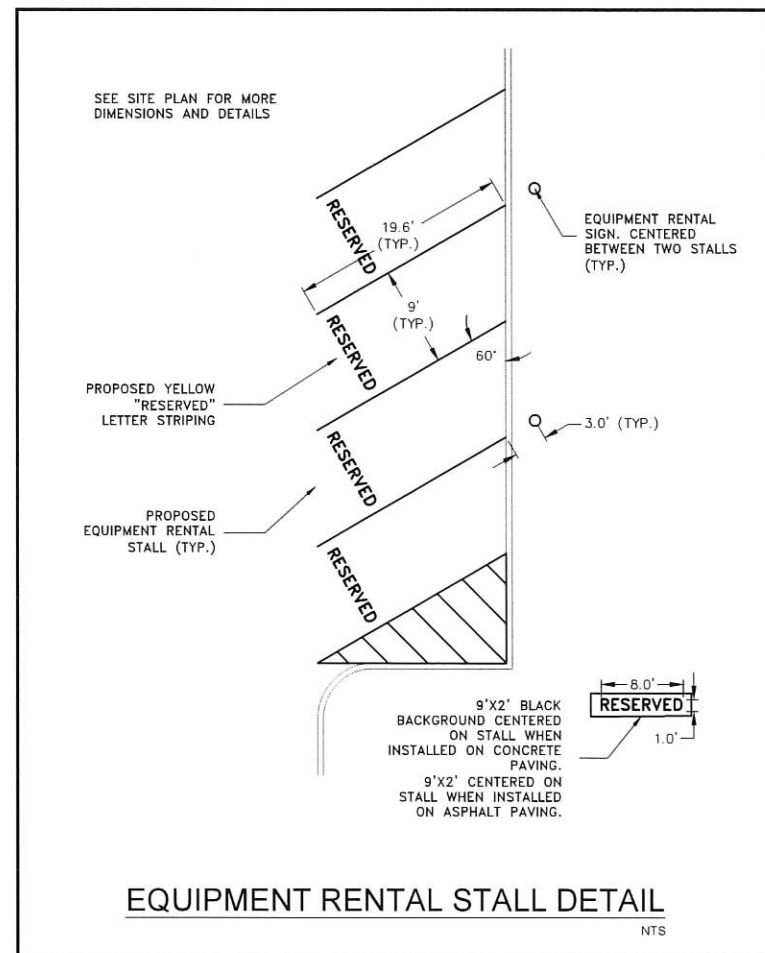 SEE SITE PLAN FOR MORE
DIMENSIONS AND DETAILS
RESERVED
19.6'
(TYP.)
EQUIPMENT RENTAL
SIGN. CENTERED
BETWEEN TWO STALLS
(TYP.)
9'
(TYP.)
RESERVED
60°
PROPOSED YELLOW
"RESERVED"
LETTER STRIPING
3.0' (TYP.)
RESERVED
PROPOSED
EQUIPMENT RENTAL
STALL (TYP.)
RESERVED
9'X2' BLACK
BACKGROUND CENTERED
ON STALL WHEN
INSTALLED ON CONCRETE
PAVING.
9'X2' CENTERED ON
STALL WHEN INSTALLED
ON ASPHALT PAVING.
8.0'
RESERVED
1.0'
EQUIPMENT RENTAL STALL DETAIL
NTS